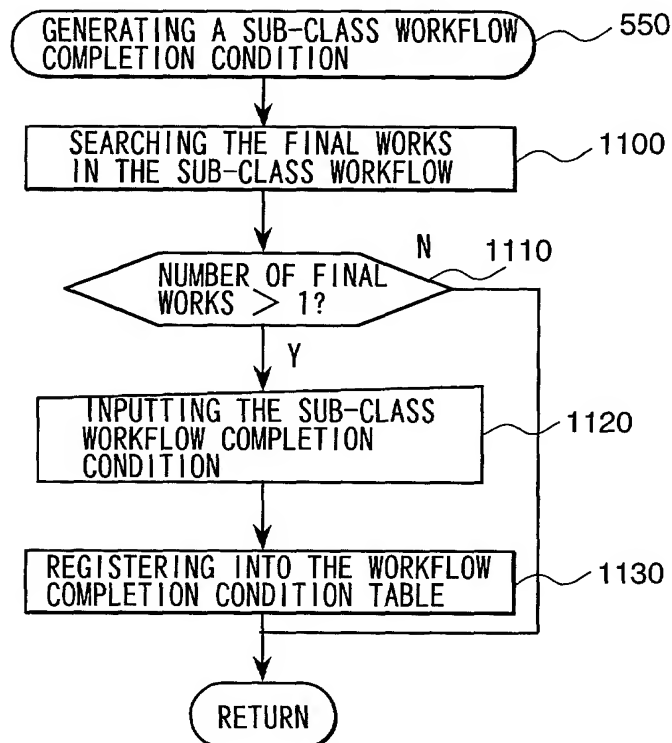 GENERATING A SUB-CLASS WORKFLOW
COMPLETION CONDITION
550
SEARCHING THE FINAL WORKS
IN THE SUB-CLASS WORKFLOW
1100
N
1110
NUMBER OF FINAL
WORKS > 1?
Y
INPUTTING THE SUB-CLASS
WORKFLOW COMPLETION
CONDITION
1120
REGISTERING INTO THE WORKFLOW
COMPLETION CONDITION TABLE
1130
RETURN